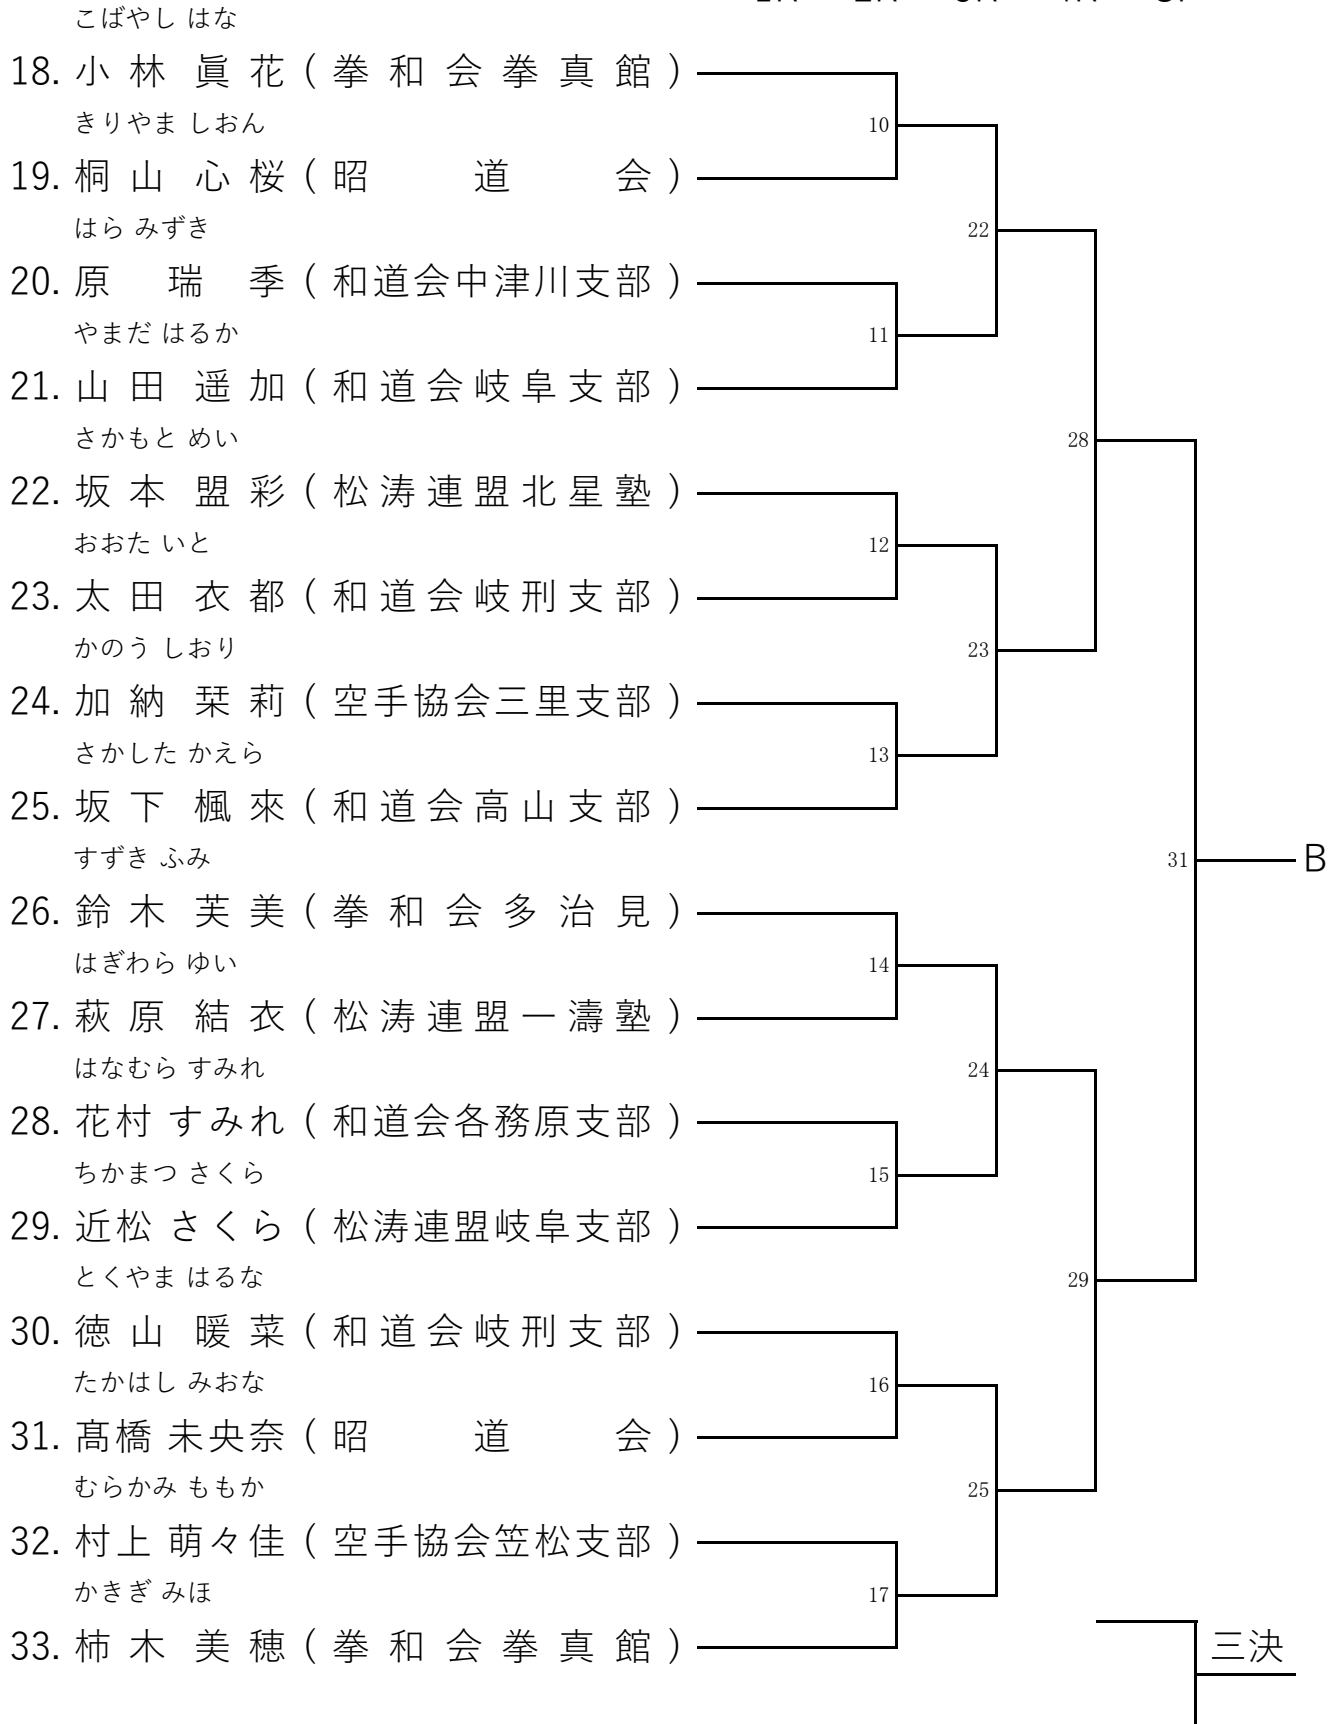 こばやし はな
18. 小林 眞花 ( 拳和会拳真館 )
きりやま しおん
10
19. 桐山 心桜 ( 昭道会 )
はら みずき
22
20. 原 瑞季 ( 和道会中津川支部 )
やまだ はるか
11
21. 山田 遥加 ( 和道会岐阜支部 )
さかもと めい
28
22. 坂本 盟彩 ( 松涛連盟北星塾 )
おおた いと
12
23. 太田 衣都 ( 和道会岐刑支部 )
かのう しおり
23
24. 加納 栞莉 ( 空手協会三里支部 )
さかした かえら
13
25. 坂下 楓來 ( 和道会高山支部 )
すずき ふみ
31 B
26. 鈴木 芙美 ( 拳和会多治見 )
はぎわら ゆい
14
27. 萩原 結衣 ( 松涛連盟一濤塾 )
はなむら すみれ
24
28. 花村 すみれ ( 和道会各務原支部 )
ちかまつ さくら
15
29. 近松 さくら ( 松涛連盟岐阜支部 )
とくやま はるな
29
30. 徳山 暖菜 ( 和道会岐刑支部 )
たかはし みおな
16
31. 髙橋 未央奈 ( 昭道会 )
むらかみ ももか
25
32. 村上 萌々佳 ( 空手協会笠松支部 )
かきぎ みほ
17
33. 柿木 美穂 ( 拳和会拳真館 )
三決